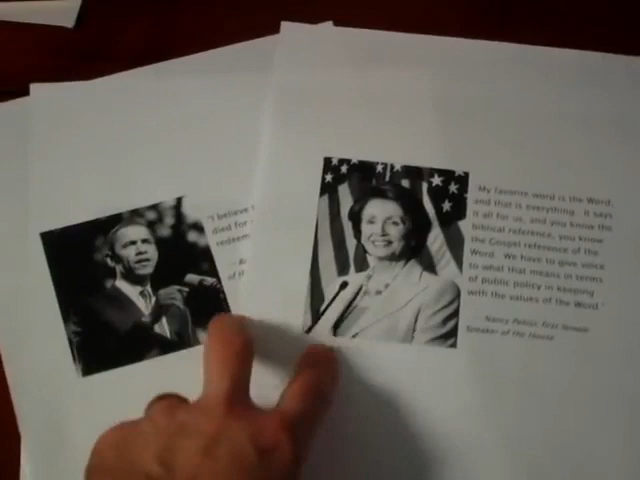 "I believe
died for
redeem
of
My favorite word is the Word,
and that is everything. It says
it all for us, and you know the
biblical reference, you know
the Gospel reference of the
Word. We have to give voice
to what that means in terms
of public policy in keeping
with the values of the Word."
Nancy Pelosi, first female
Speaker of the House